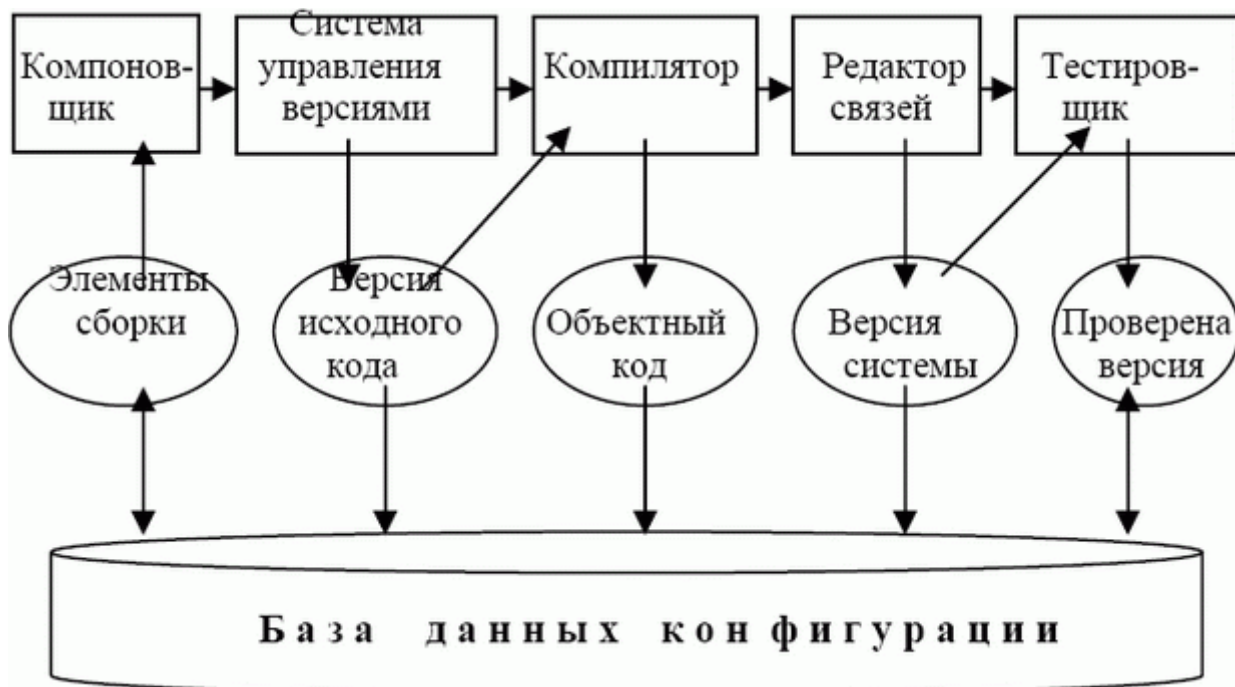 Компонов-
щик
Система
управления
версиями
Компилятор
Редактор
связей
Тестиров-
щик
Элементы
сборки
Версия
исходного
кода
Объектный
код
Версия
системы
Проверена
версия
База данных конфигурации